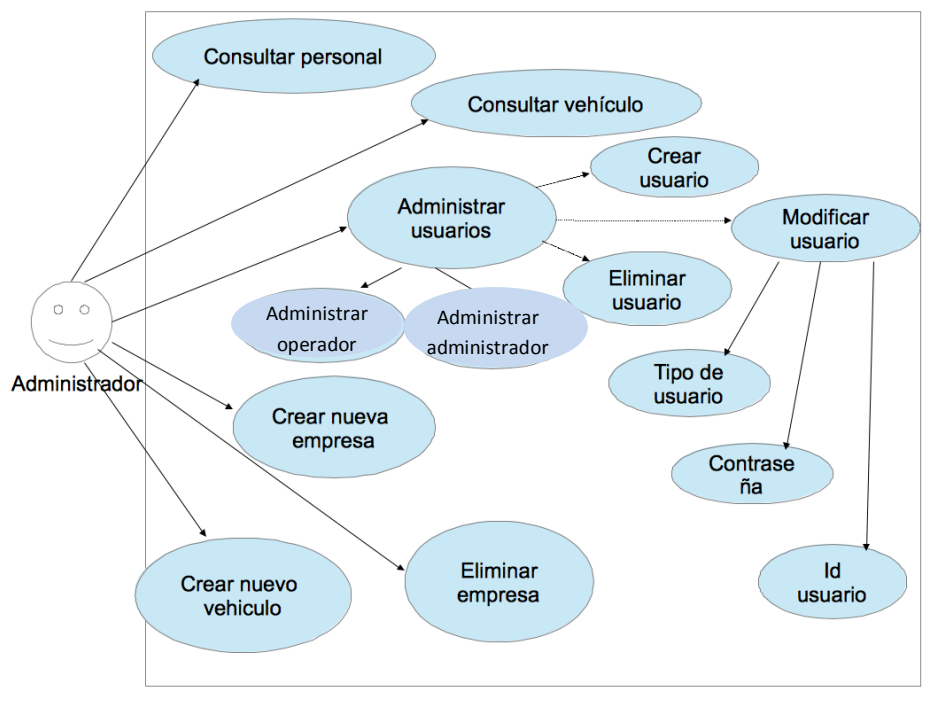 Consultar personal
Consultar vehículo
Crear
usuario
Administrar
usuarios
Modificar
usuario
Eliminar
usuario
Administrar
operador
Administrar
administrador
Administrador
Tipo de
usuario
Crear nueva
empresa
Contrase
ña
Crear nuevo
vehiculo
Eliminar
empresa
Id
usuario